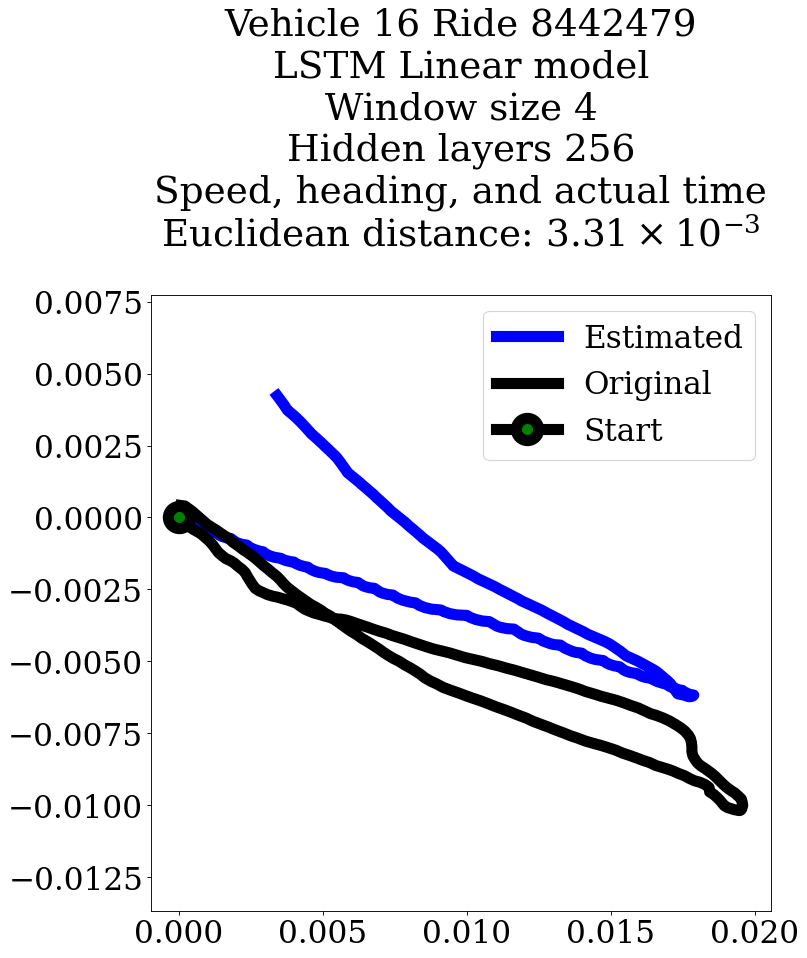 Vehicle 16 Ride 8442479
LSTM Linear model
Window size 4
Hidden layers 256
Speed, heading, and actual time
Euclidean distance: 3.31 × 10⁻³
0.0075
0.0050
0.0025
0.0000
−0.0025
−0.0050
−0.0075
−0.0100
−0.0125
Estimated
Original
Start
0.000 0.005 0.010 0.015 0.020